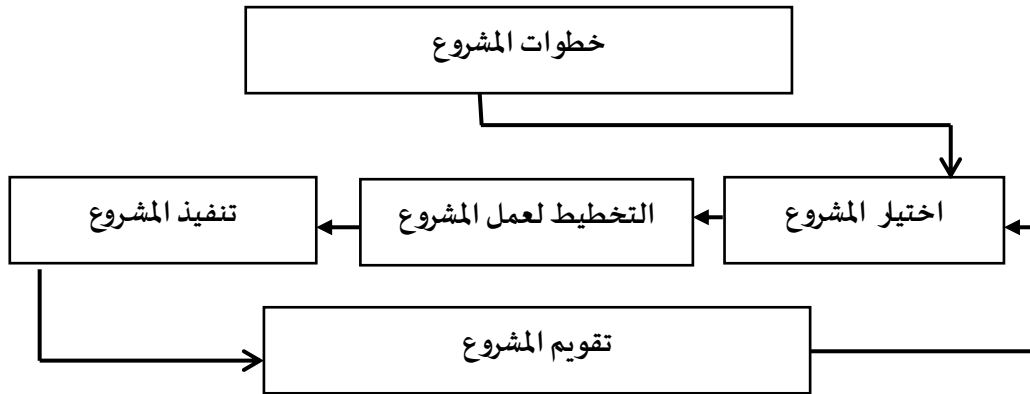 خطوات المشروع
اختيار المشروع
التخطيط لعمل المشروع
تنفيذ المشروع
تقويم المشروع